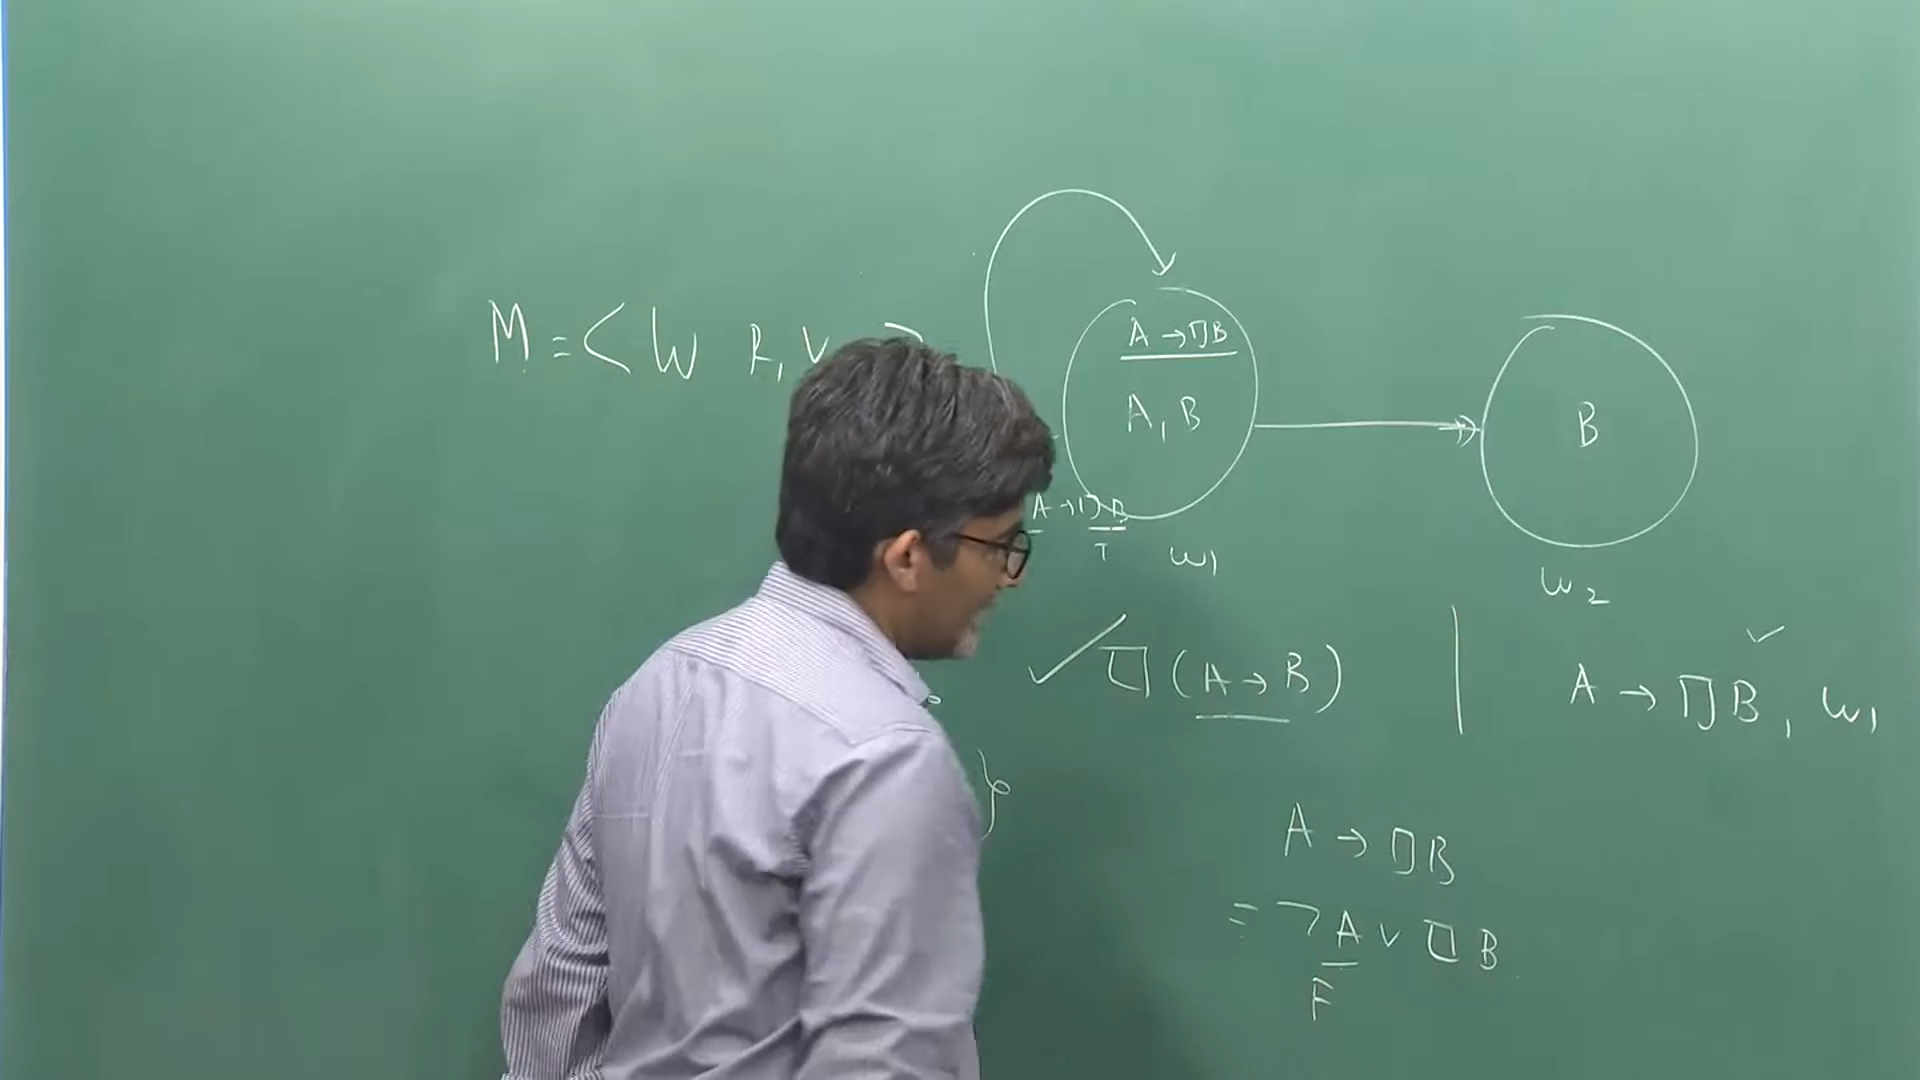 M = < W R, V >
A → □B
A, B
B
A → □B
T
w1
w2
✓ □ (A → B)
A → □B, w1 ✓
}
A → □B
= ¬A ∨ □B
F